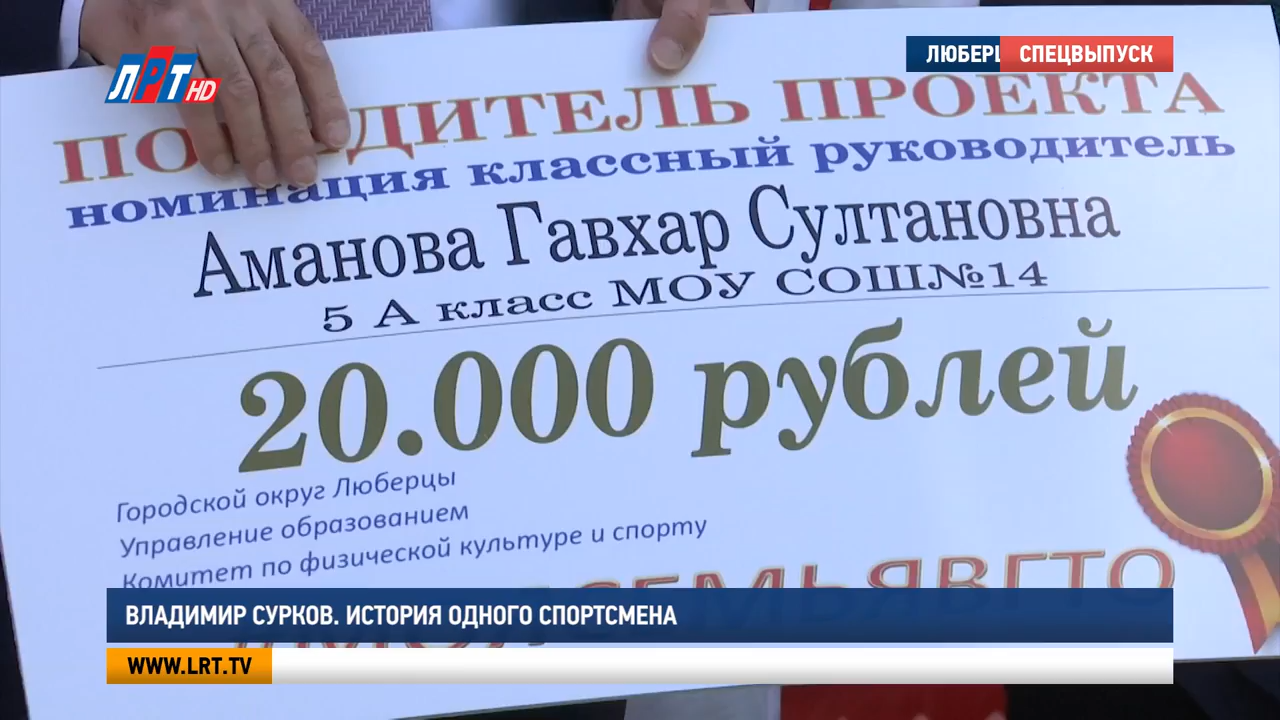 ЛРТ HD
ЛЮБЕРЦ СПЕЦВЫПУСК
ПРОЕКТА
номинация классный руководитель
Аманова Гавхар Султановна
5 А класс МОУ СОШ№14
20.000 рублей
Городской округ Люберцы
Управление образованием
Комитет по физической культуре и спорту
ВЛАДИМИР СУРКОВ. ИСТОРИЯ ОДНОГО СПОРТСМЕНА
WWW.LRT.TV